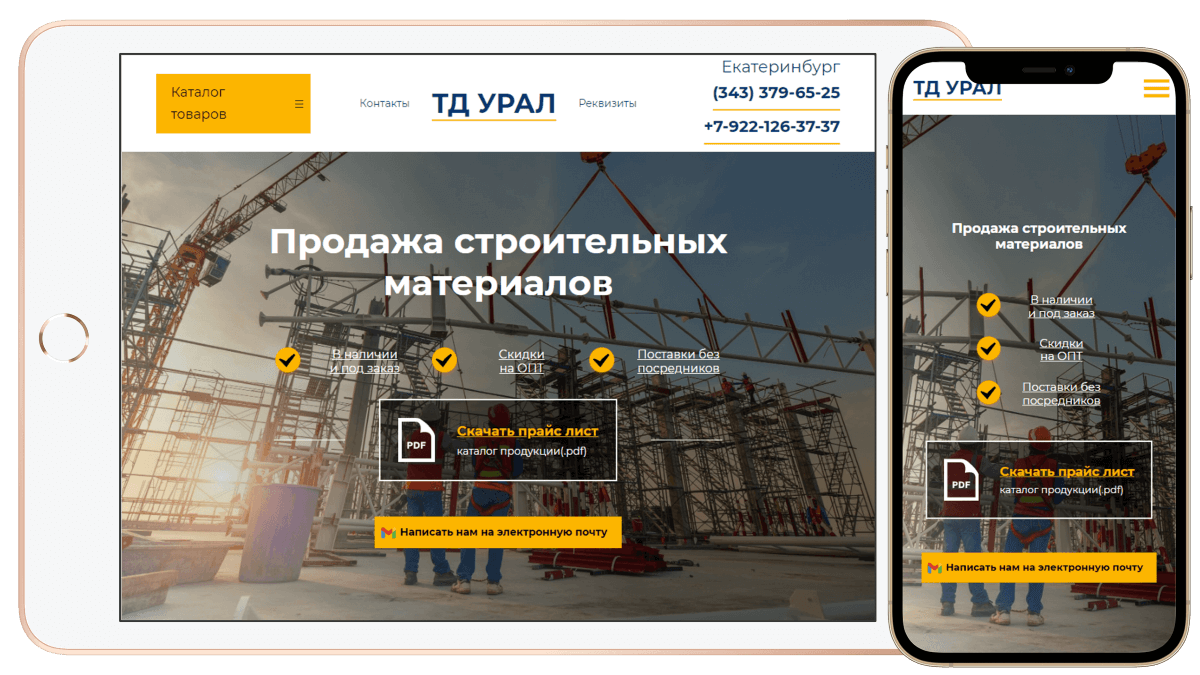 Каталог
товаров
Контакты
ТД УРАЛ
Реквизиты
Екатеринбург
(343) 379-65-25
+7-922-126-37-37
Продажа строительных
материалов
В наличии
и под заказ
Скидки
на ОПТ
Поставки без
посредников
PDF
Скачать прайс лист
каталог продукции(.pdf)
Написать нам на электронную почту
ТД УРАЛ
Продажа строительных
материалов
В наличии
и под заказ
Скидки
на ОПТ
Поставки без
посредников
PDF
Скачать прайс лист
каталог продукции(.pdf)
Написать нам на электронную почту